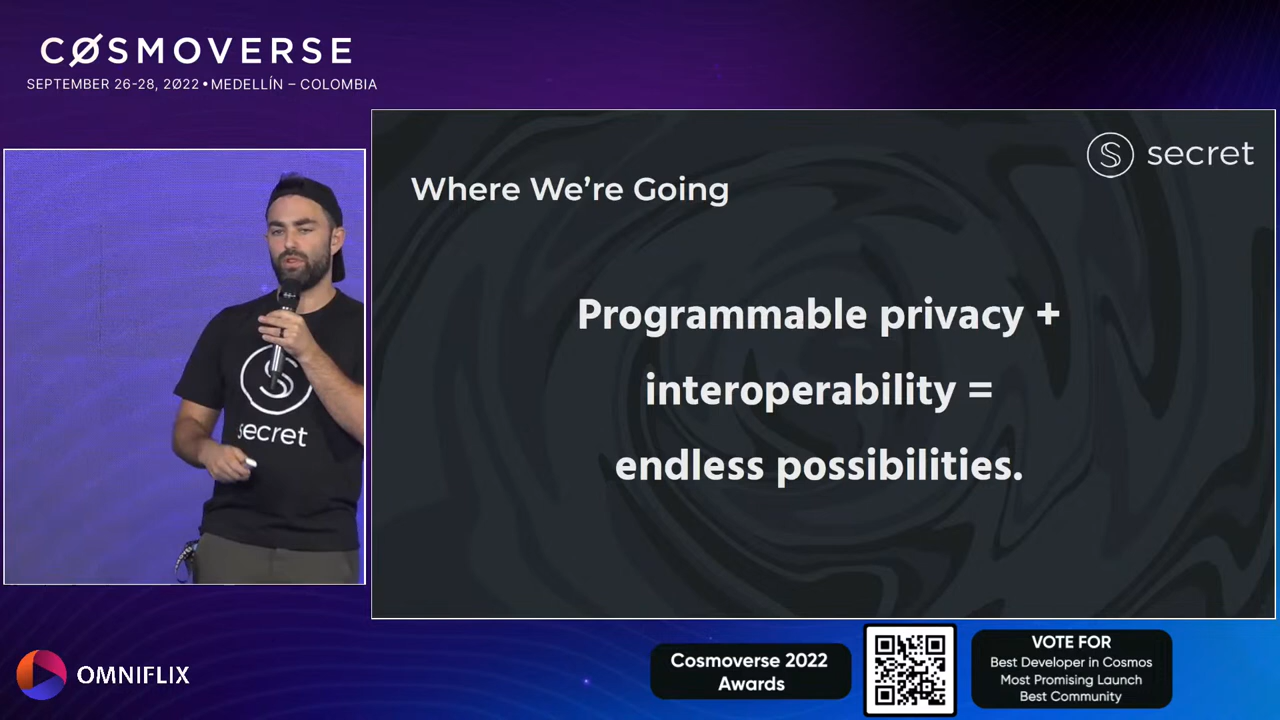 CØSMOVERSE
SEPTEMBER 26-28, 2Ø22 • MEDELLÍN – COLOMBIA
S secret
Where We're Going
Programmable privacy +
interoperability =
endless possibilities.
S
secret
OMNIFLIX
Cosmoverse 2022
Awards
VOTE FOR
Best Developer in Cosmos
Most Promising Launch
Best Community